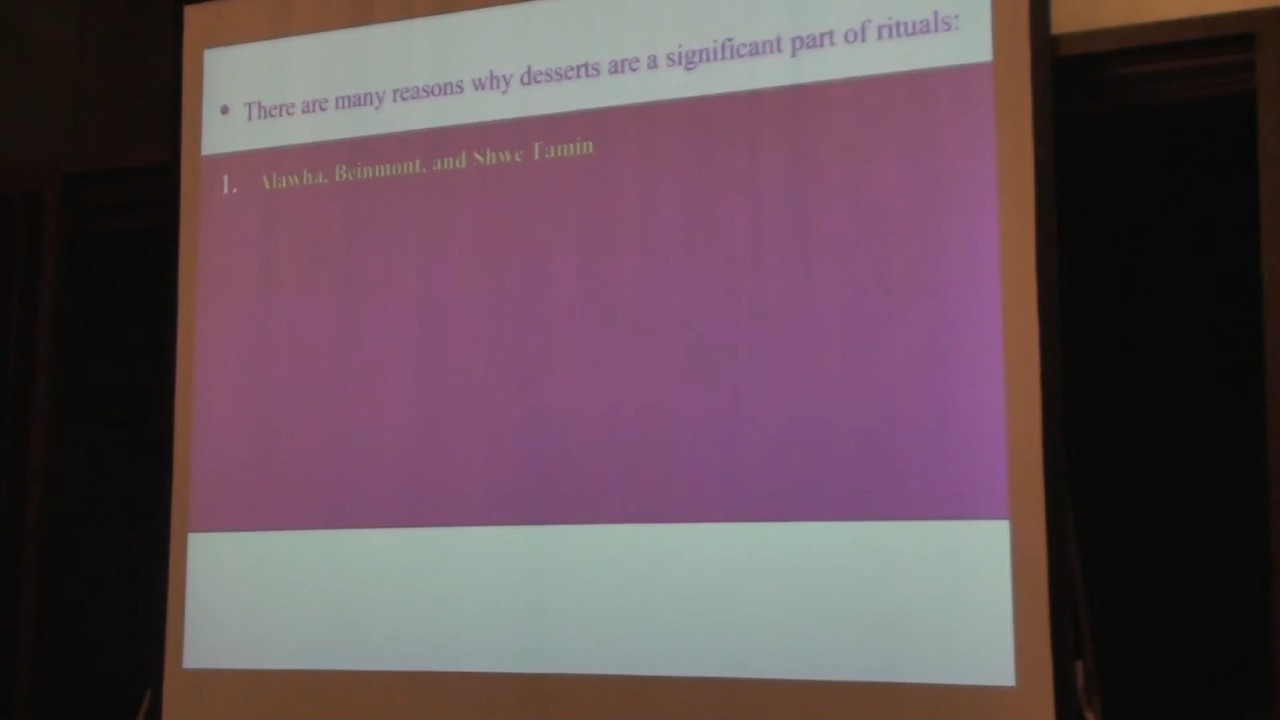 • There are many reasons why desserts are a significant part of rituals:
1. Alawha, Beinmont, and Shwe Tamin